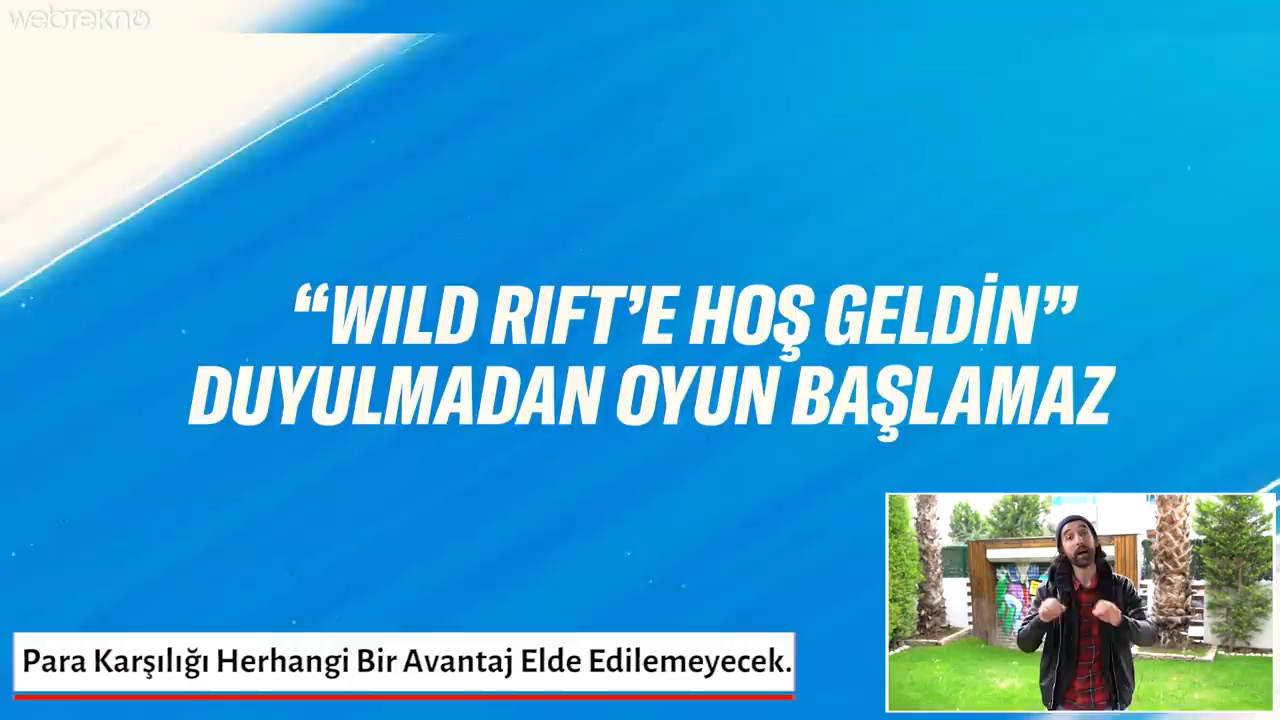 webtekno
“WILD RIFT’E HOŞ GELDİN”
DUYULMADAN OYUN BAŞLAMAZ
Para Karşılığı Herhangi Bir Avantaj Elde Edilemeyecek.